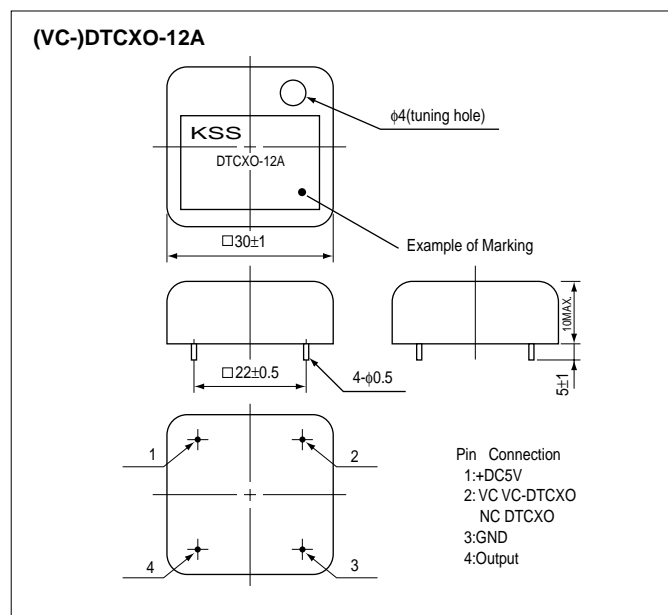 (VC-)DTCXO-12A
KSS
DTCXO-12A
ϕ4(tuning hole)
Example of Marking
□30±1
□22±0.5
4-ϕ0.5
10MAX.
5±1
1
2
4
3
Pin Connection
1:+DC5V
2: VC VC-DTCXO
NC DTCXO
3:GND
4:Output